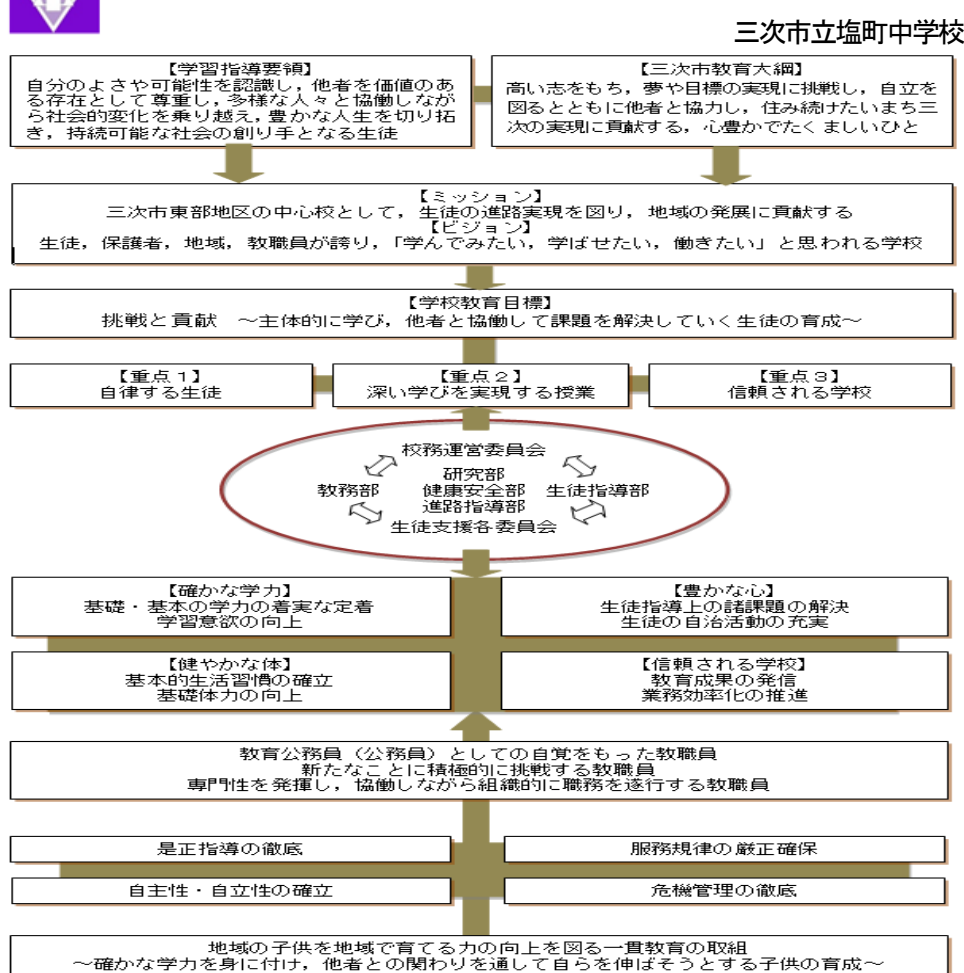 三次市立塩町中学校
【学習指導要領】
自分のよさや可能性を認識し，他者を価値のあ
る存在として尊重し，多様な人々と協働しなが
ら社会的変化を乗り越え，豊かな人生を切り拓
き，持続可能な社会の創り手となる生徒
【三次市教育大綱】
高い志をもち，夢や目標の実現に挑戦し，自立を
図るとともに他者と協力し，住み続けたいまち三
次の実現に貢献する，心豊かでたくましいひと
【ミッション】
三次市東部地区の中心校として，生徒の進路実現を図り，地域の発展に貢献する
【ビジョン】
生徒，保護者，地域，教職員が誇り，「学んでみたい，学ばせたい，働きたい」と思われる学校
【学校教育目標】
挑戦と貢献　～主体的に学び，他者と協働して課題を解決していく生徒の育成～
【重点１】
自律する生徒
【重点２】
深い学びを実現する授業
【重点３】
信頼される学校
校務運営委員会
研究部
教務部　健康安全部　生徒指導部
進路指導部
生徒支援各委員会
【確かな学力】
基礎・基本の学力の着実な定着
学習意欲の向上
【豊かな心】
生徒指導上の諸課題の解決
生徒の自治活動の充実
【健やかな体】
基本的生活習慣の確立
基礎体力の向上
【信頼される学校】
教育成果の発信
業務効率化の推進
教育公務員（公務員）としての自覚をもった教職員
新たなことに積極的に挑戦する教職員
専門性を発揮し，協働しながら組織的に職務を遂行する教職員
是正指導の徹底
服務規律の厳正確保
自主性・自立性の確立
危機管理の徹底
地域の子供を地域で育てる力の向上を図る一貫教育の取組
～確かな学力を身に付け，他者との関わりを通して自らを伸ばそうとする子供の育成～